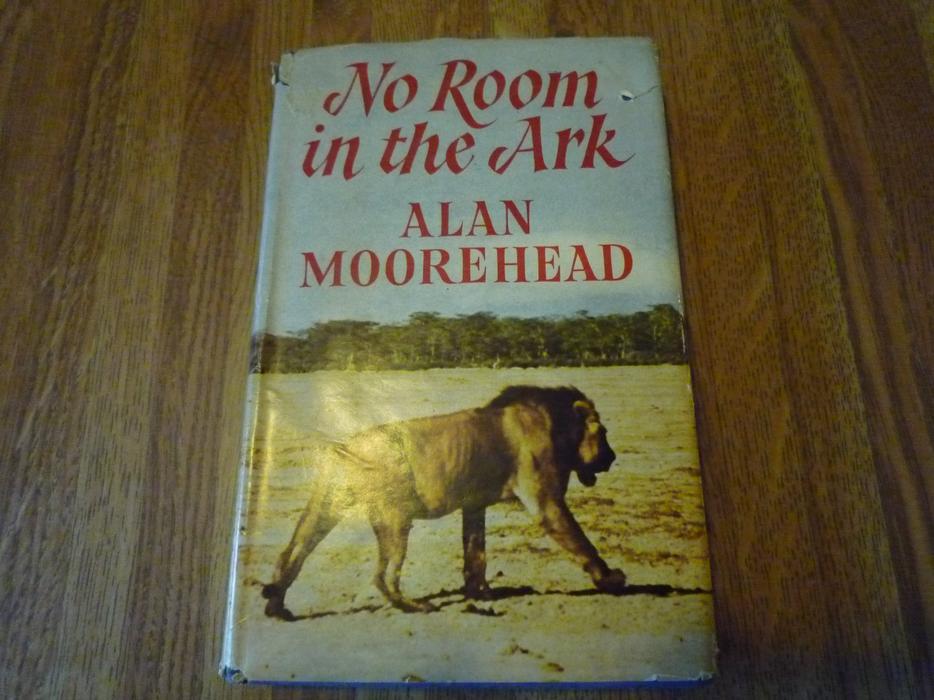 No Room
in the Ark
ALAN
MOOREHEAD